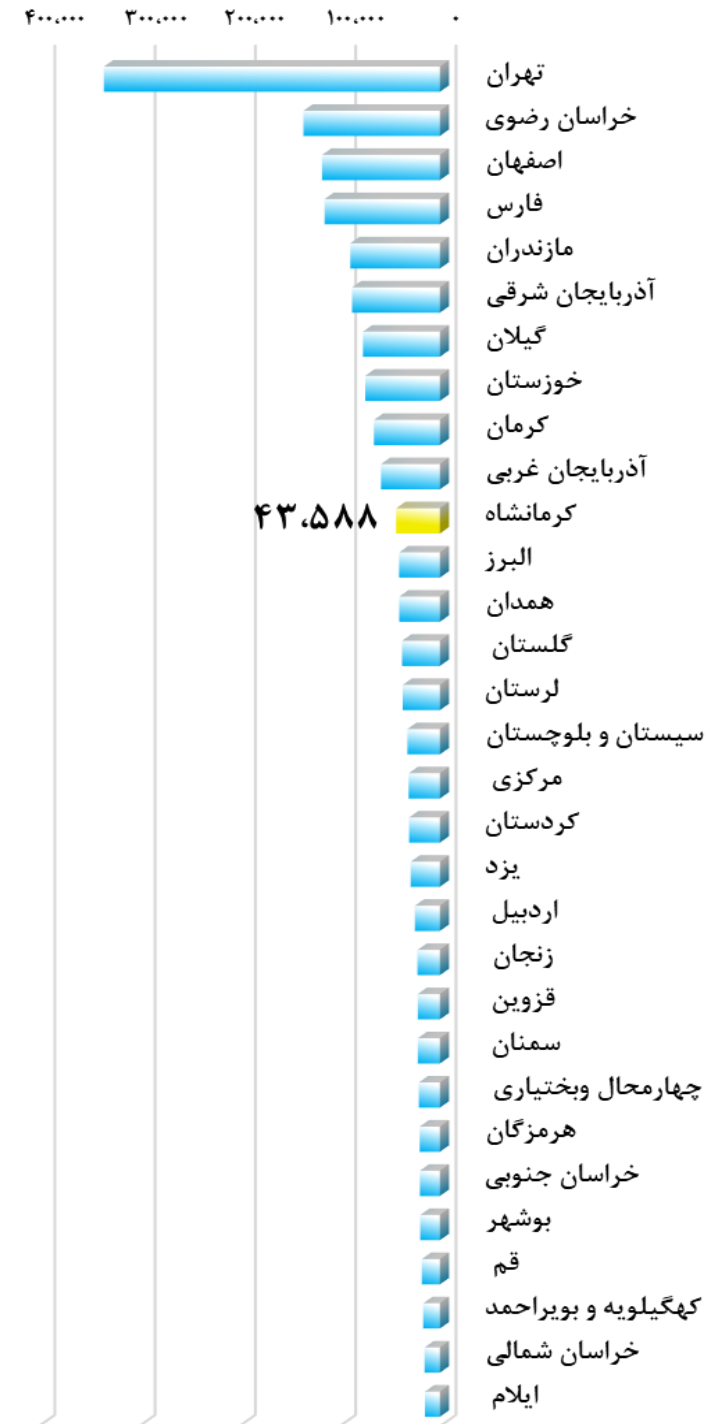 ۰ ۱۰۰،۰۰۰ ۲۰۰،۰۰۰ ۳۰۰،۰۰۰ ۴۰۰،۰۰۰
تهران
خراسان رضوی
اصفهان
فارس
مازندران
آذربایجان شرقی
گیلان
خوزستان
کرمان
آذربایجان غربی
کرمانشاه ۴۳،۵۸۸
البرز
همدان
گلستان
لرستان
سیستان و بلوچستان
مرکزی
کردستان
یزد
اردبیل
زنجان
قزوین
سمنان
چهارمحال وبختیاری
هرمزگان
خراسان جنوبی
بوشهر
قم
کهگیلویه و بویراحمد
خراسان شمالی
ایلام